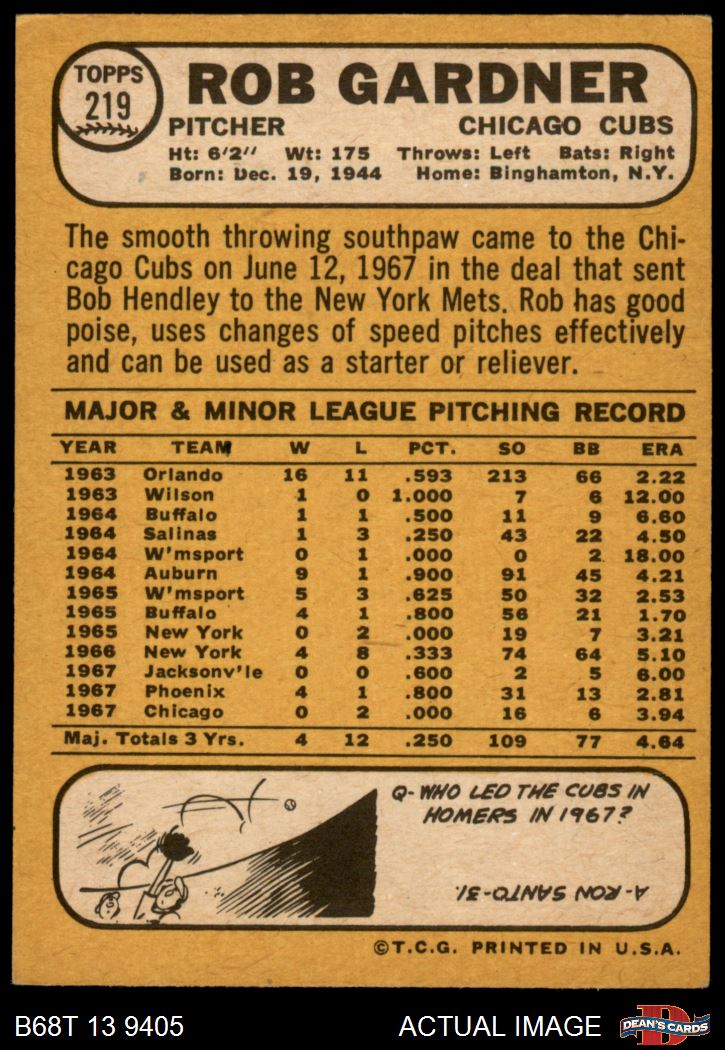 TOPPS
219
ROB GARDNER
PITCHER CHICAGO CUBS
Ht: 6'2" Wt: 175 Throws: Left Bats: Right
Born: Dec. 19, 1944 Home: Binghamton, N.Y.
The smooth throwing southpaw came to the Chi-
cago Cubs on June 12, 1967 in the deal that sent
Bob Hendley to the New York Mets. Rob has good
poise, uses changes of speed pitches effectively
and can be used as a starter or reliever.
MAJOR & MINOR LEAGUE PITCHING RECORD
YEAR TEAM W L PCT. SO BB ERA
1963 Orlando 16 11 .593 213 66 2.22
1963 Wilson 1 0 1.000 7 6 12.00
1964 Buffalo 1 1 .500 11 9 6.60
1964 Salinas 1 3 .250 43 22 4.50
1964 W'msport 0 1 .000 0 2 18.00
1964 Auburn 9 1 .900 91 45 4.21
1965 W'msport 5 3 .625 50 32 2.53
1965 Buffalo 4 1 .800 56 21 1.70
1965 New York 0 2 .000 19 7 3.21
1966 New York 4 8 .333 74 64 5.10
1967 Jacksonv'le 0 0 .600 2 5 6.00
1967 Phoenix 4 1 .800 31 13 2.81
1967 Chicago 0 2 .000 16 6 3.94
Maj. Totals 3 Yrs. 4 12 .250 109 77 4.64
Q- WHO LED THE CUBS IN
HOMERS IN 1967?
A- RON SANTO-31.
©T.C.G. PRINTED IN U.S.A.
B68T 13 9405 ACTUAL IMAGE D DEAN'S CARDS